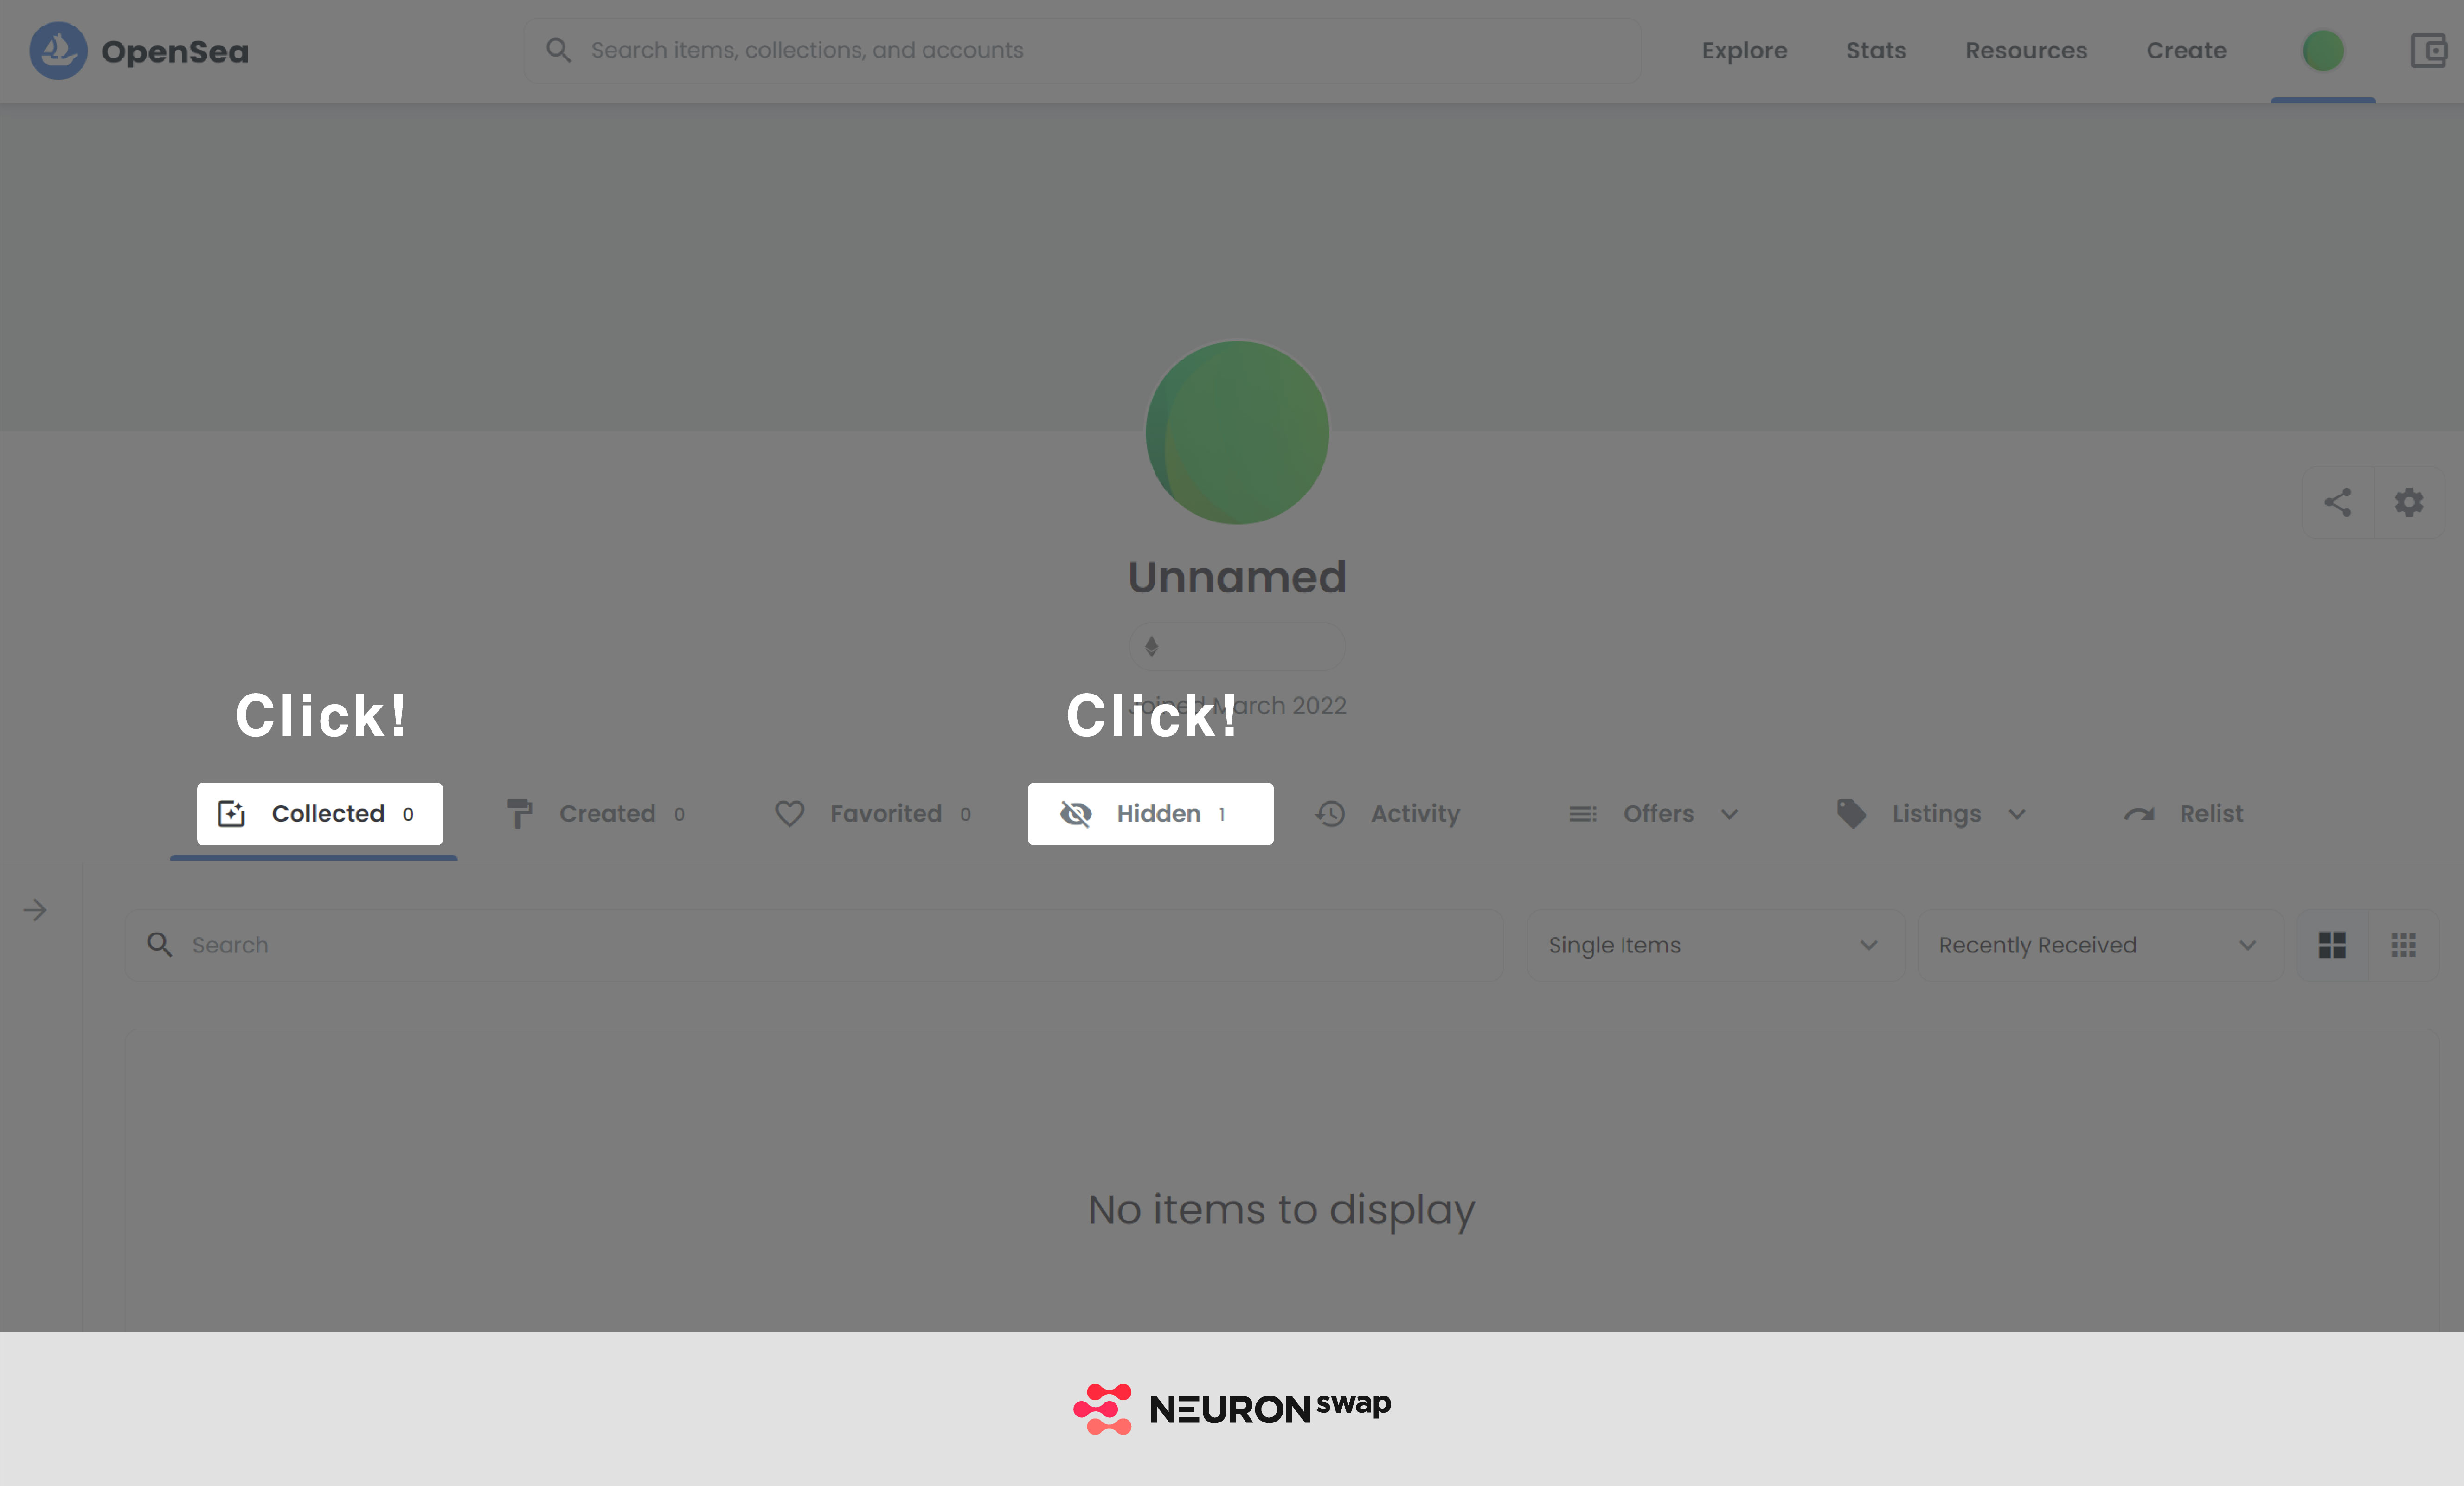 OpenSea
Search items, collections, and accounts
Explore
Stats
Resources
Create
Unnamed
Joined March 2022
Click!
Click!
Collected 0
Created 0
Favorited 0
Hidden 1
Activity
Offers
Listings
Relist
Search
Single Items
Recently Received
No items to display
NEURON swap